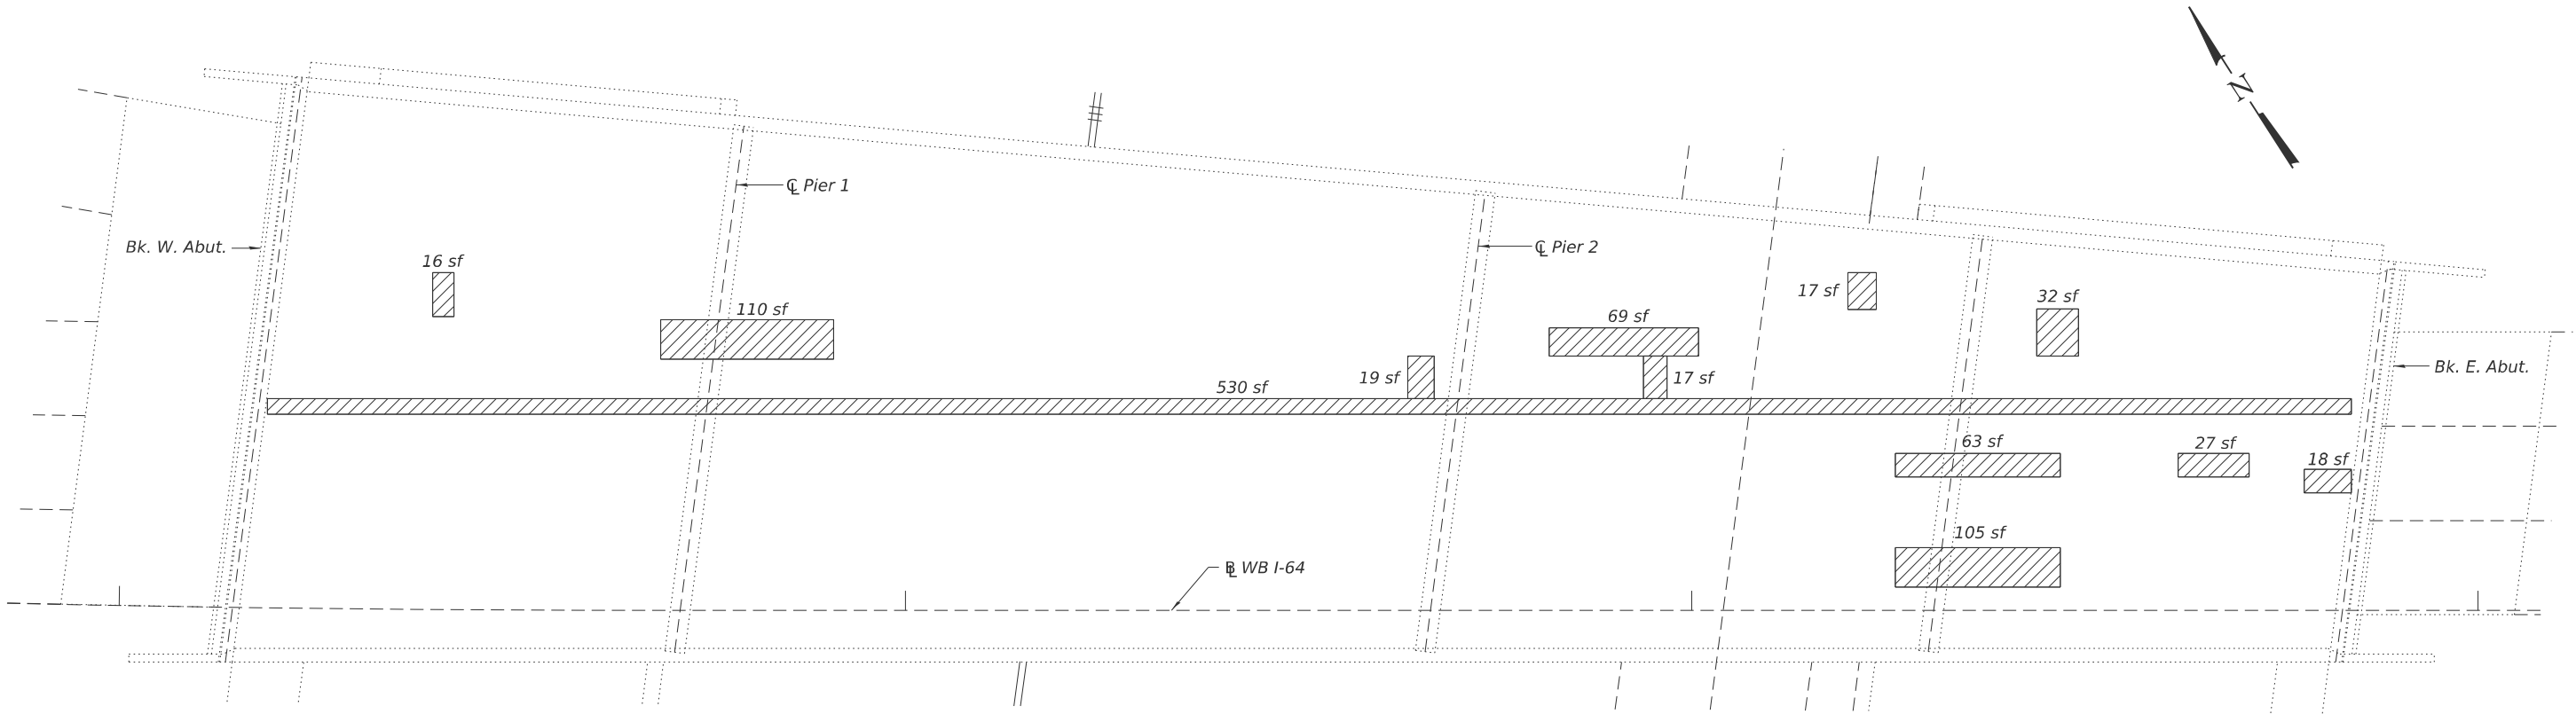 N
℄ Pier 1
Bk. W. Abut.
℄ Pier 2
16 sf
17 sf
32 sf
110 sf
69 sf
Bk. E. Abut.
19 sf
17 sf
530 sf
63 sf
27 sf
18 sf
105 sf
BL WB I-64